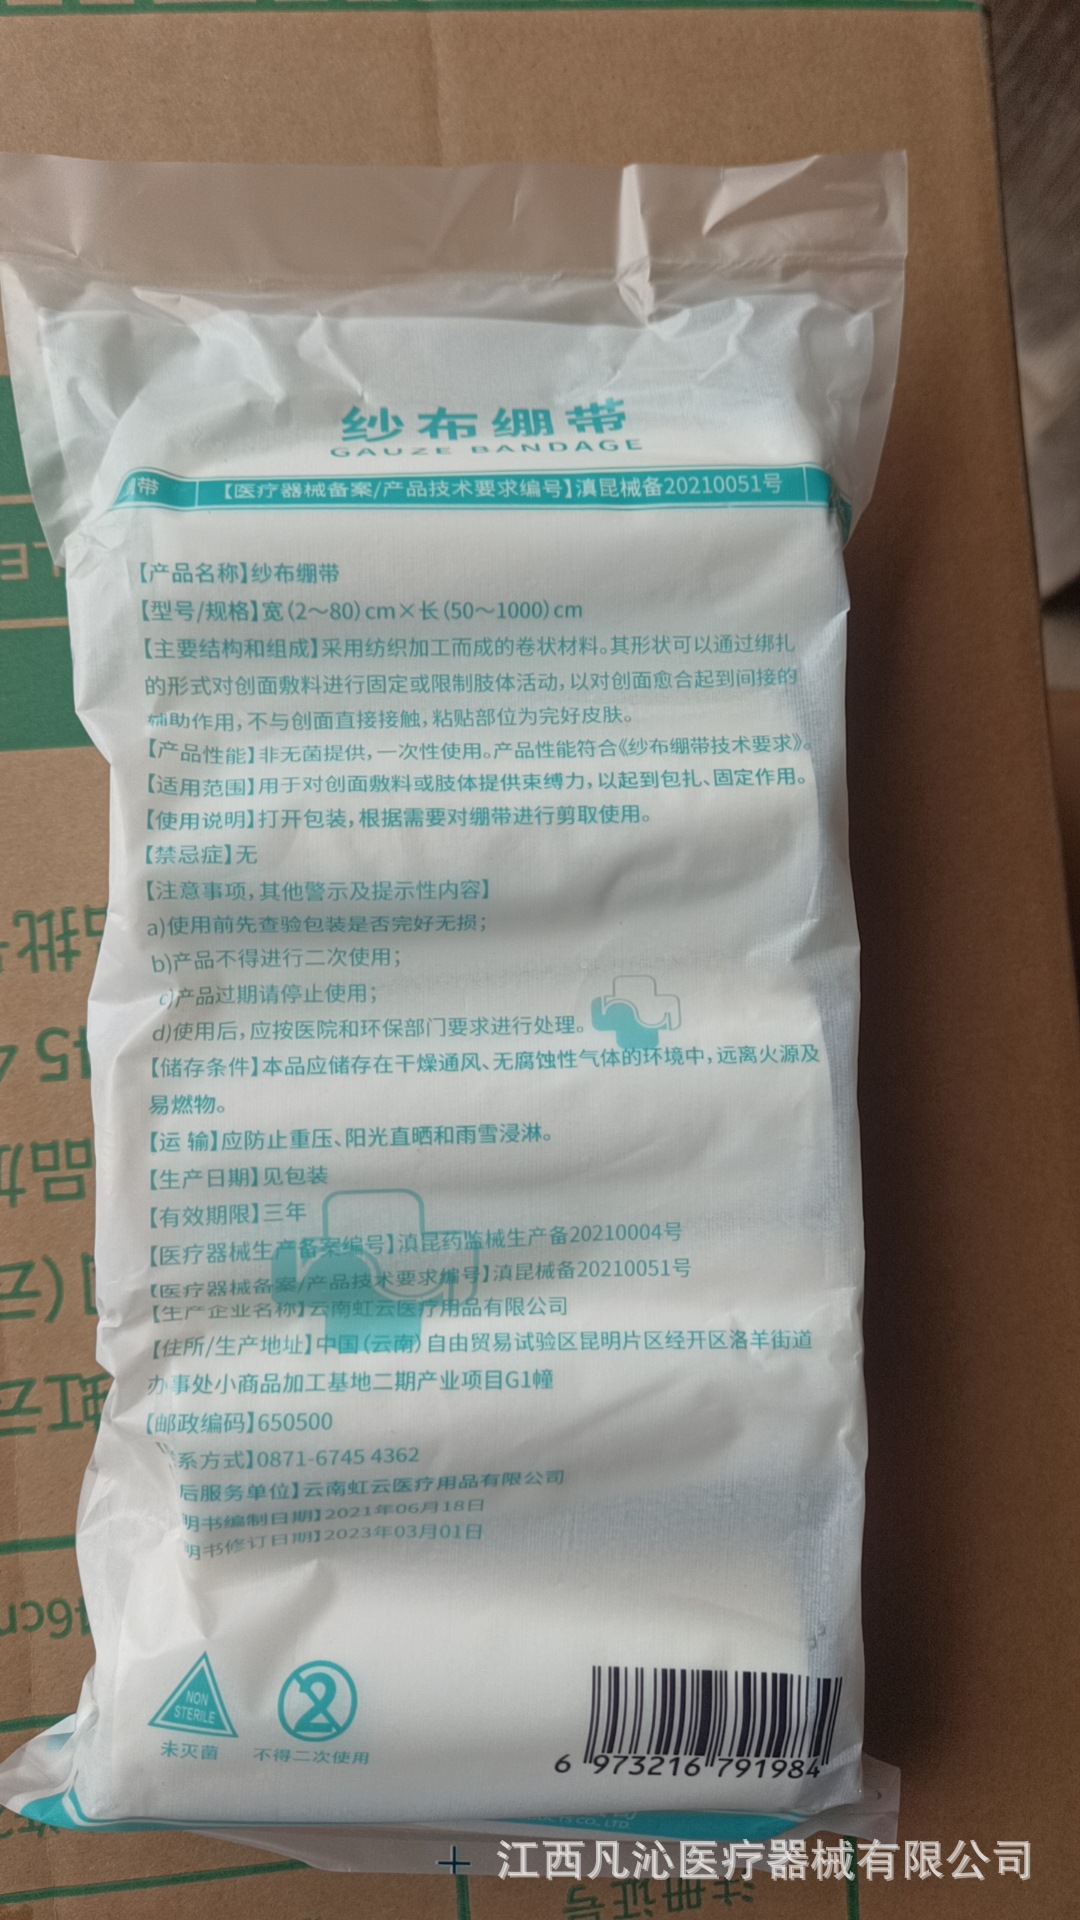 纱布绷带
GAUZE BANDAGE
绷带 【医疗器械备案/产品技术要求编号】滇昆械备20210051号
【产品名称】纱布绷带
【型号/规格】宽(2～80)cm×长(50～1000)cm
【主要结构和组成】采用纺织加工而成的卷状材料。其形状可以通过绑扎
的形式对创面敷料进行固定或限制肢体活动,以对创面愈合起到间接的
辅助作用,不与创面直接接触,粘贴部位为完好皮肤。
【产品性能】非无菌提供,一次性使用。产品性能符合《纱布绷带技术要求》。
【适用范围】用于对创面敷料或肢体提供束缚力,以起到包扎、固定作用。
【使用说明】打开包装,根据需要对绷带进行剪取使用。
【禁忌症】无
【注意事项,其他警示及提示性内容】
a)使用前先查验包装是否完好无损;
b)产品不得进行二次使用;
c)产品过期请停止使用;
d)使用后,应按医院和环保部门要求进行处理。
【储存条件】本品应储存在干燥通风、无腐蚀性气体的环境中,远离火源及
易燃物。
【运 输】应防止重压、阳光直晒和雨雪浸淋。
【生产日期】见包装
【有效期限】三年
【医疗器械生产备案编号】滇昆药监械生产备20210004号
【医疗器械备案/产品技术要求编号】滇昆械备20210051号
【生产企业名称】云南虹云医疗用品有限公司
【住所/生产地址】中国(云南)自由贸易试验区昆明片区经开区洛羊街道
办事处小商品加工基地二期产业项目G1幢
【邮政编码】650500
系方式】0871-6745 4362
后服务单位】云南虹云医疗用品有限公司
明书编制日期】2021年06月18日
明书修订日期】2023年03月01日
NON
STERILE
未灭菌
2
不得二次使用
6 973216 791984
CO., LTD
江西凡沁医疗器械有限公司
注册证号